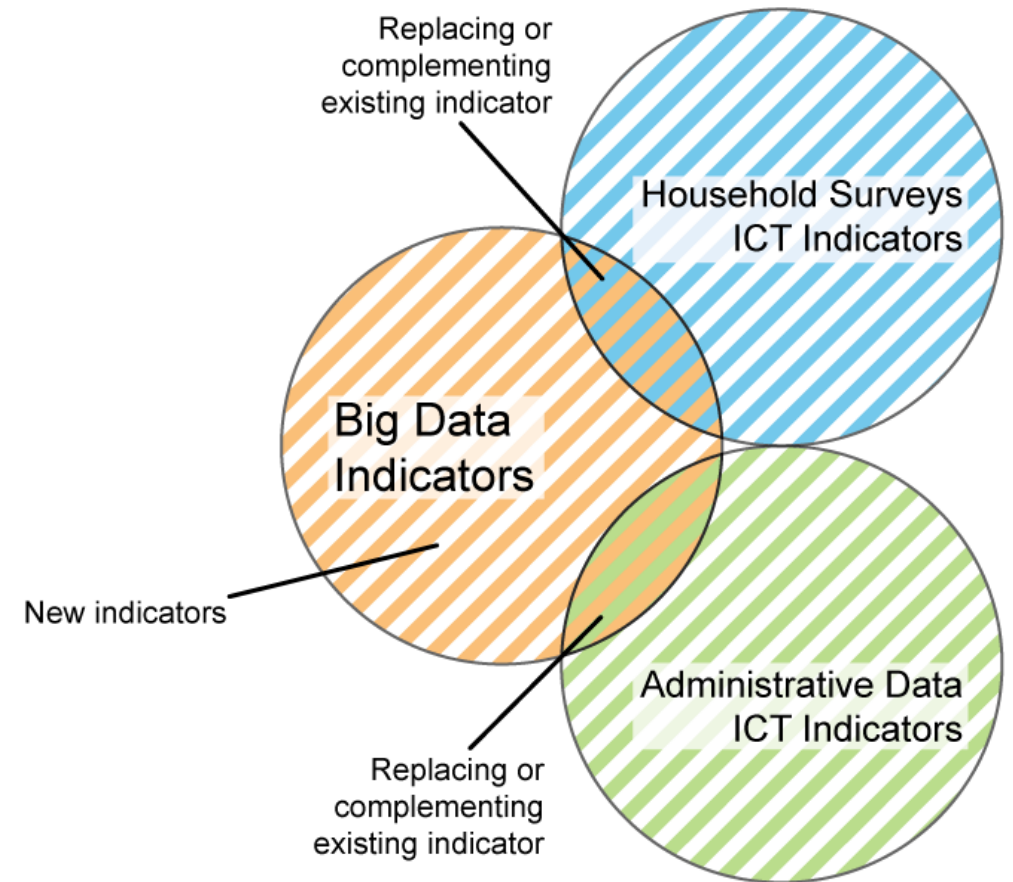 Replacing or
complementing
existing indicator
Household Surveys
ICT Indicators
Big Data
Indicators
New indicators
Administrative Data
ICT Indicators
Replacing or
complementing
existing indicator